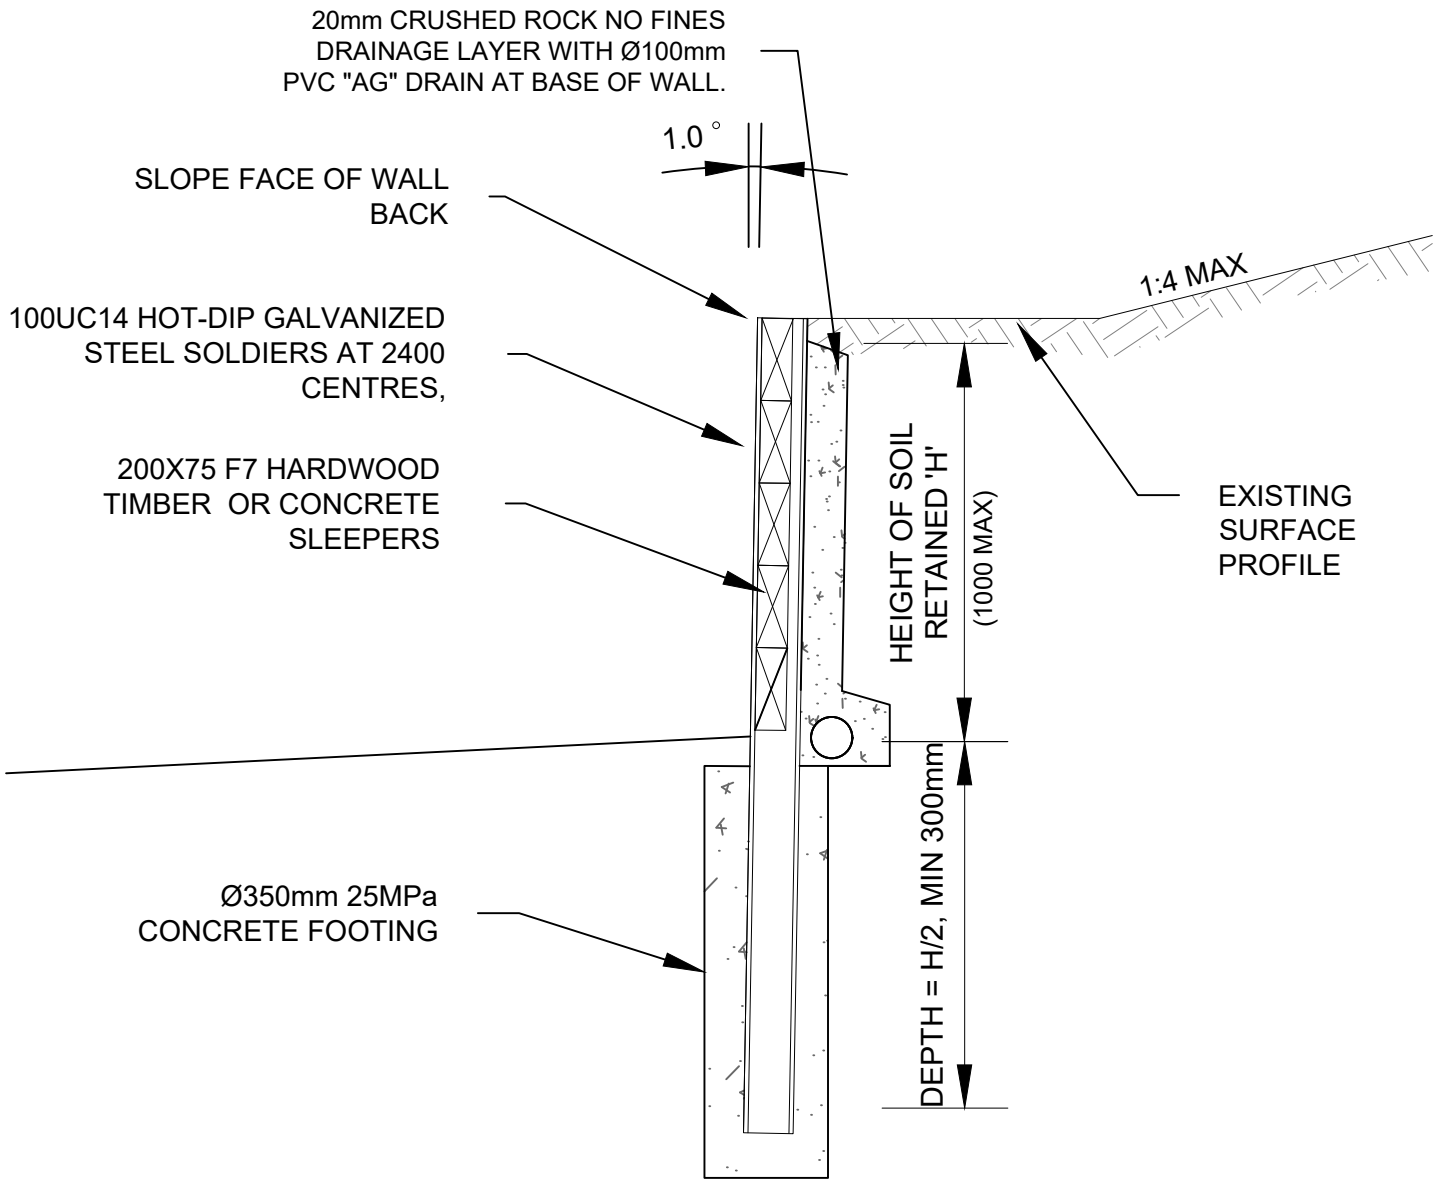 20mm CRUSHED ROCK NO FINES
DRAINAGE LAYER WITH Ø100mm
PVC "AG" DRAIN AT BASE OF WALL.
1.0°
SLOPE FACE OF WALL
BACK
1:4 MAX
100UC14 HOT-DIP GALVANIZED
STEEL SOLDIERS AT 2400
CENTRES,
200X75 F7 HARDWOOD
TIMBER OR CONCRETE
SLEEPERS
HEIGHT OF SOIL
RETAINED 'H'
(1000 MAX)
EXISTING
SURFACE
PROFILE
DEPTH = H/2, MIN 300mm
Ø350mm 25MPa
CONCRETE FOOTING